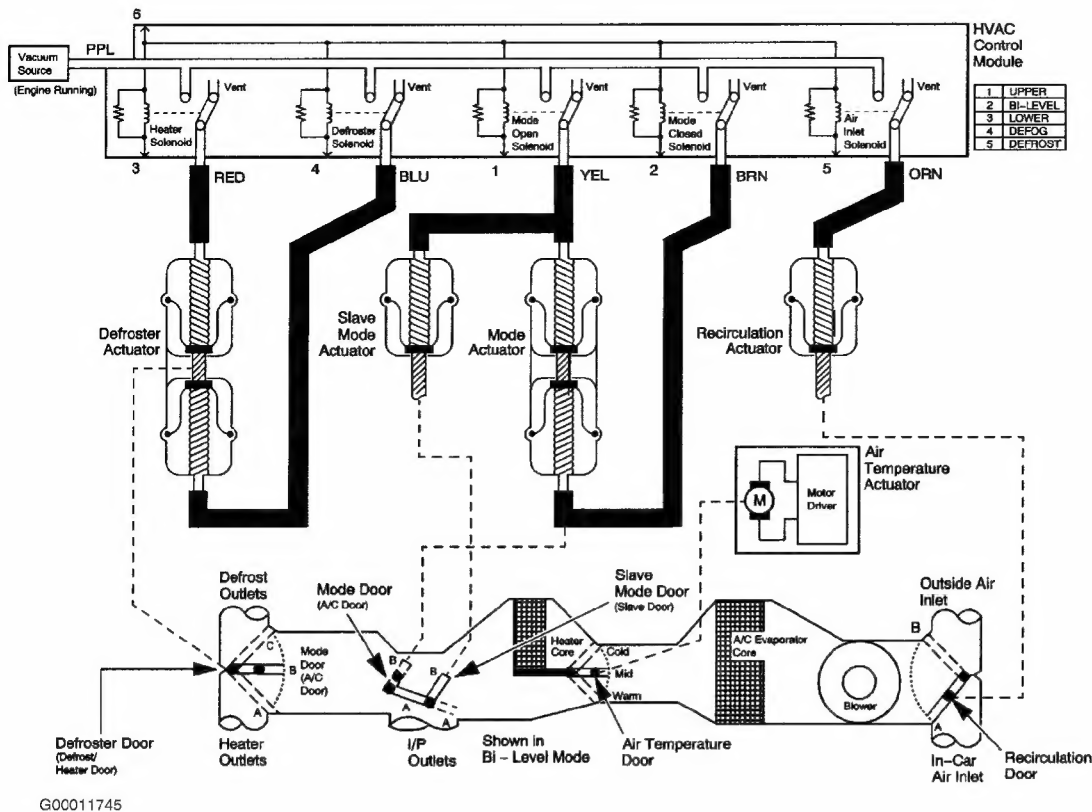 6
HVAC
Control
Module
Vacuum
Source
(Engine Running)
PPL
Vent
Vent
Vent
Vent
Vent
Heater
Solenoid
Defroster
Solenoid
Mode
Open
Solenoid
Mode
Closed
Solenoid
Air
Inlet
Solenoid
1 UPPER
2 BI-LEVEL
3 LOWER
4 DEFOG
5 DEFROST
3 RED
4 BLU
1 YEL
2 BRN
5 ORN
Defroster
Actuator
Slave
Mode
Actuator
Mode
Actuator
Recirculation
Actuator
Air
Temperature
Actuator
M
Motor
Driver
Defrost
Outlets
Mode Door
(A/C Door)
Slave
Mode Door
(Slave Door)
Outside Air
Inlet
C
B
A
Mode
Door
(A/C
Door)
B
B
A
A
Heater
Core
Cold
Mid
Warm
A/C Evaporator
Core
Blower
B
A
Defroster Door
(Defrost/
Heater Door)
Heater
Outlets
I/P
Outlets
Shown in
Bi - Level Mode
Air Temperature
Door
In-Car
Air Inlet
Recirculation
Door
G00011745